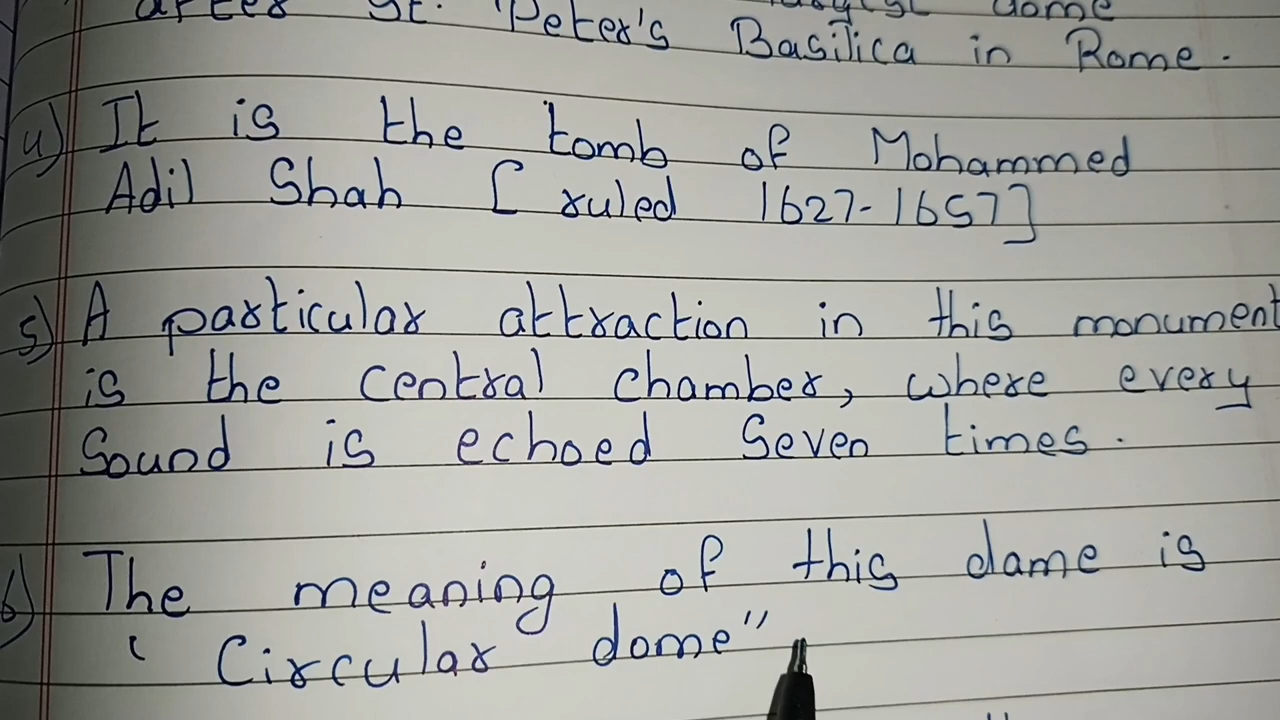 after St. Peter's Basilica in Rome.
dome
4) It is the tomb of Mohammed
Adil Shah [ ruled 1627-1657]
5) A particular attraction in this monument
is the central chamber, where every
Sound is echoed Seven times.
6) The meaning of this dame is
" Circular dome"